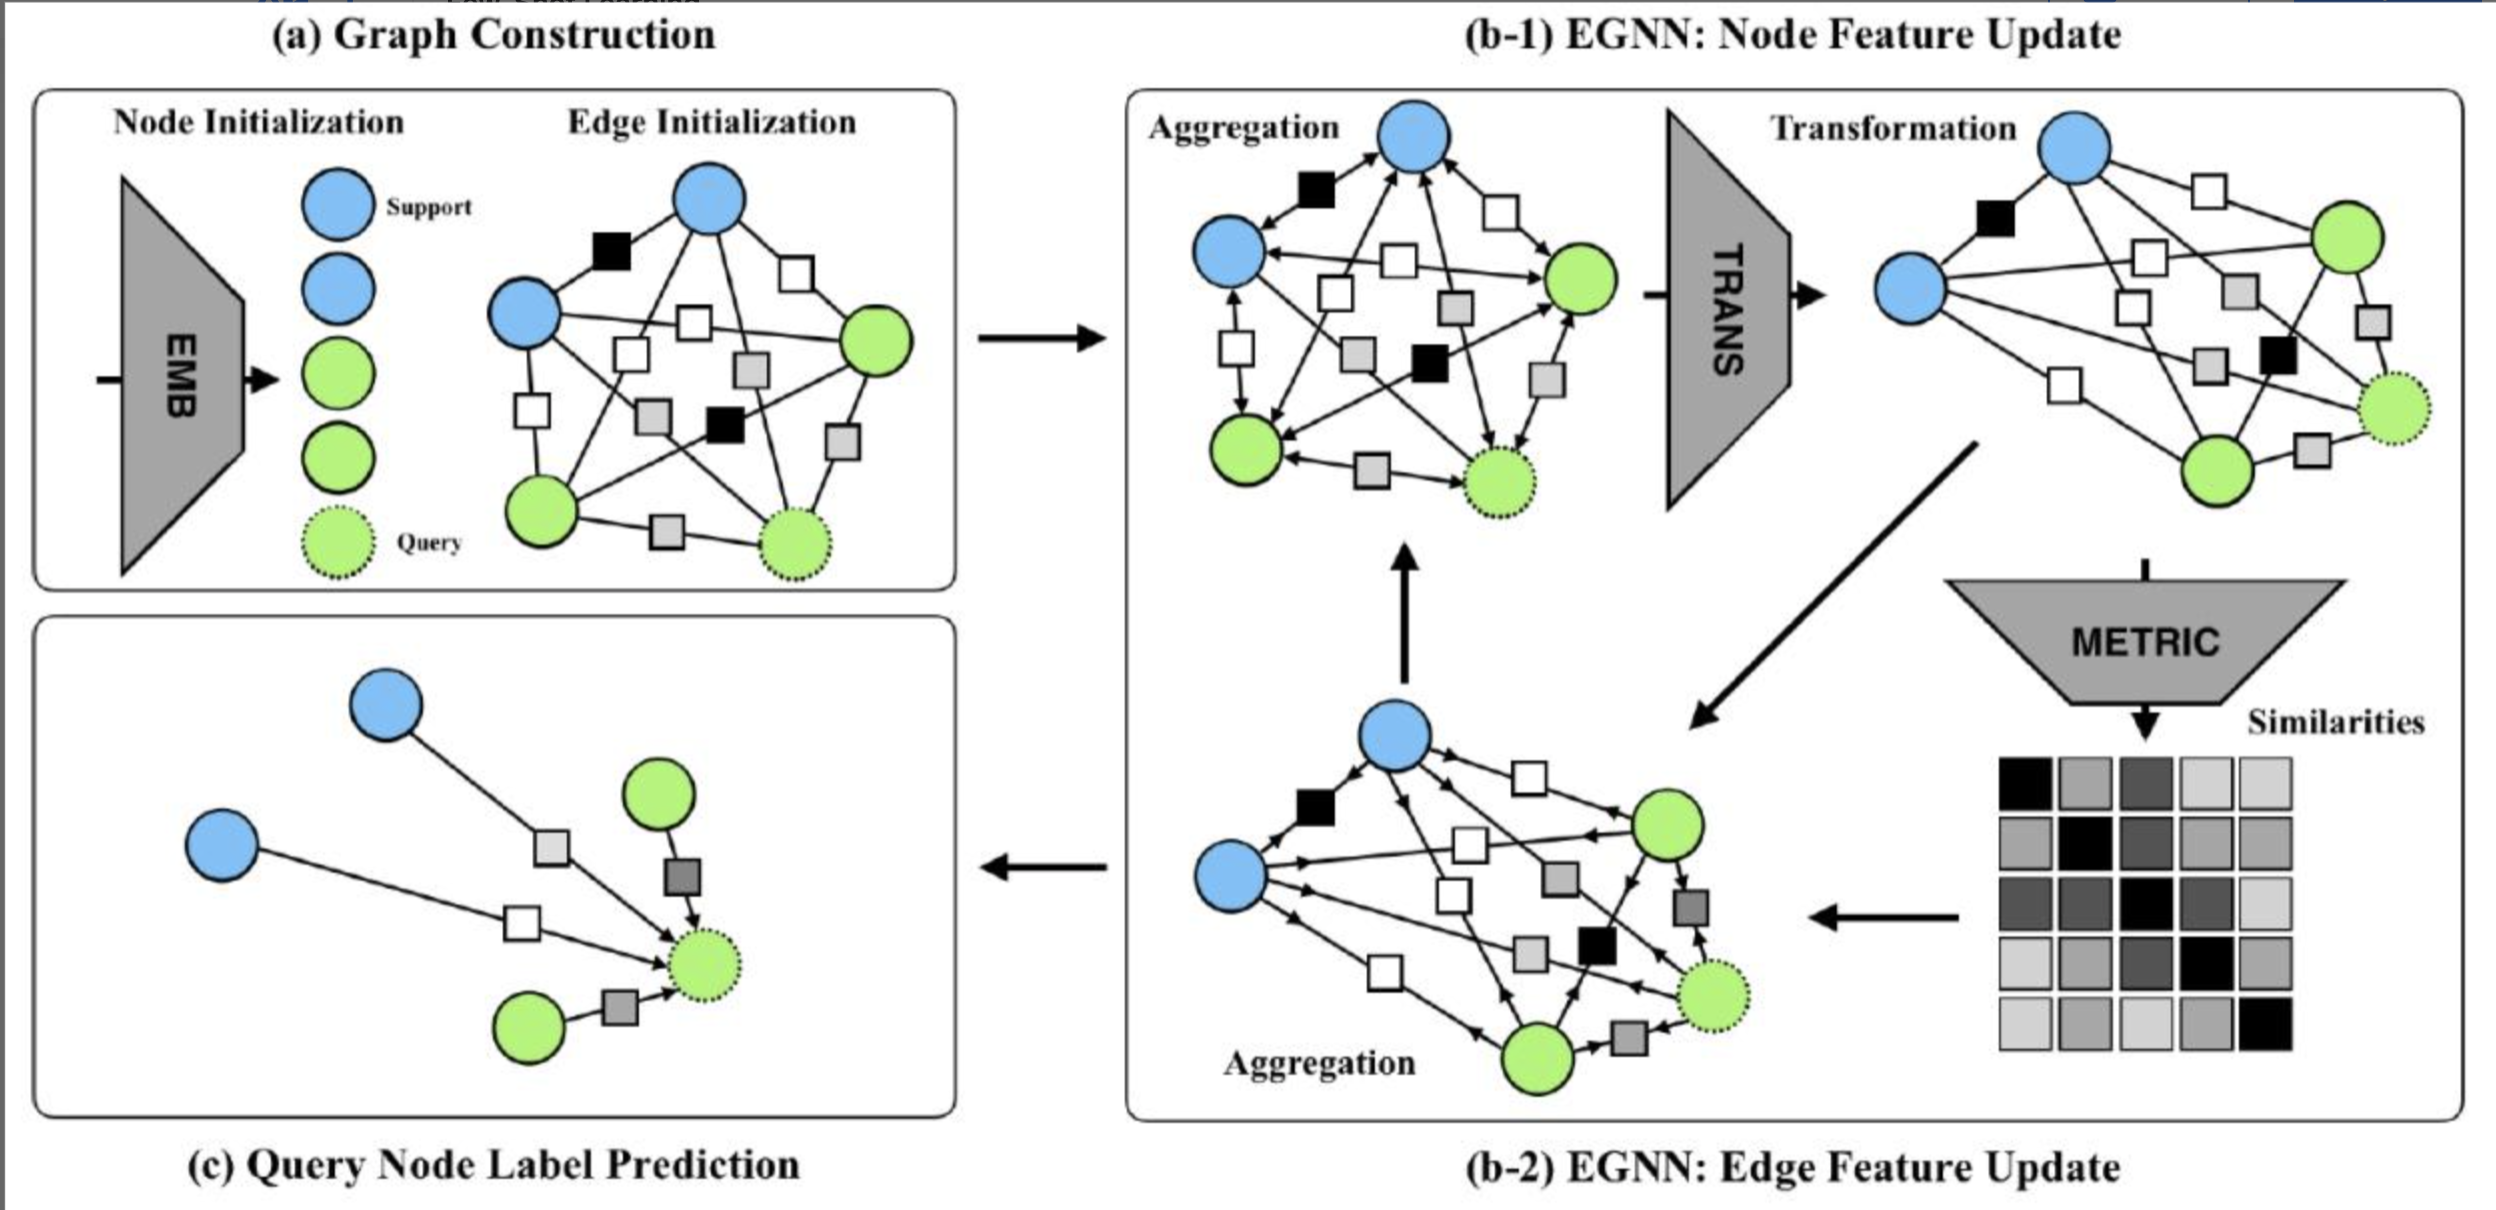 (a) Graph Construction
(b-1) EGNN: Node Feature Update
Node Initialization
Edge Initialization
EMB
Support
Query
Aggregation
TRANS
Transformation
METRIC
Similarities
Aggregation
(c) Query Node Label Prediction
(b-2) EGNN: Edge Feature Update